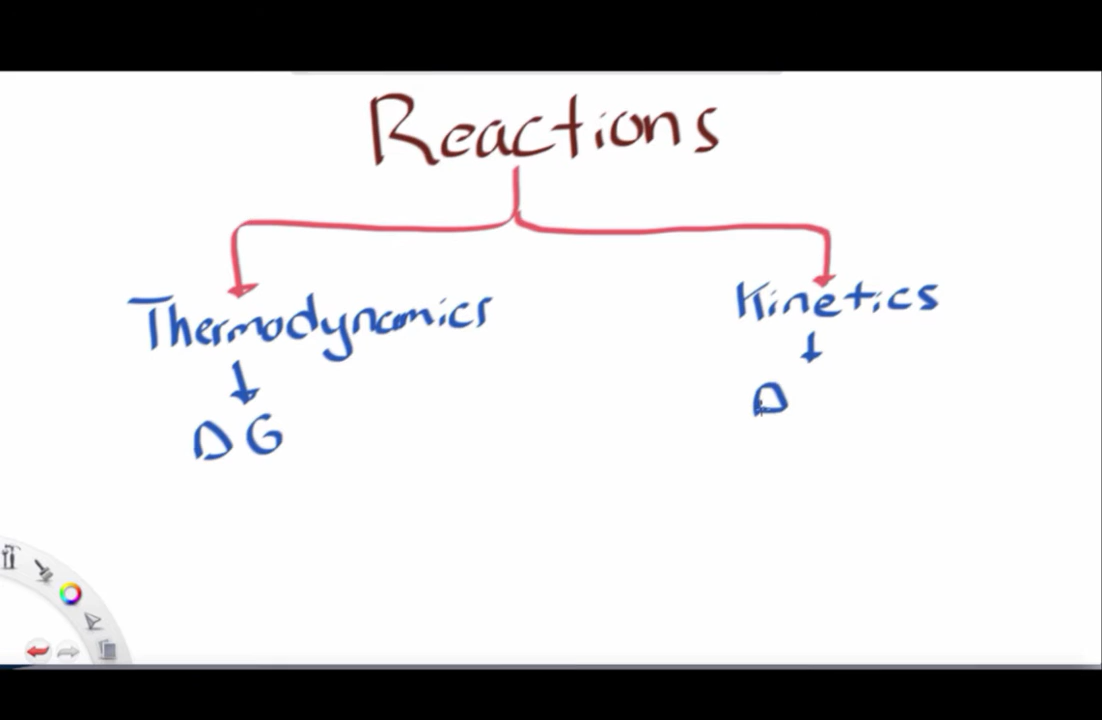 Reactions
Thermodynamics
Kinetics
ΔG
Δ